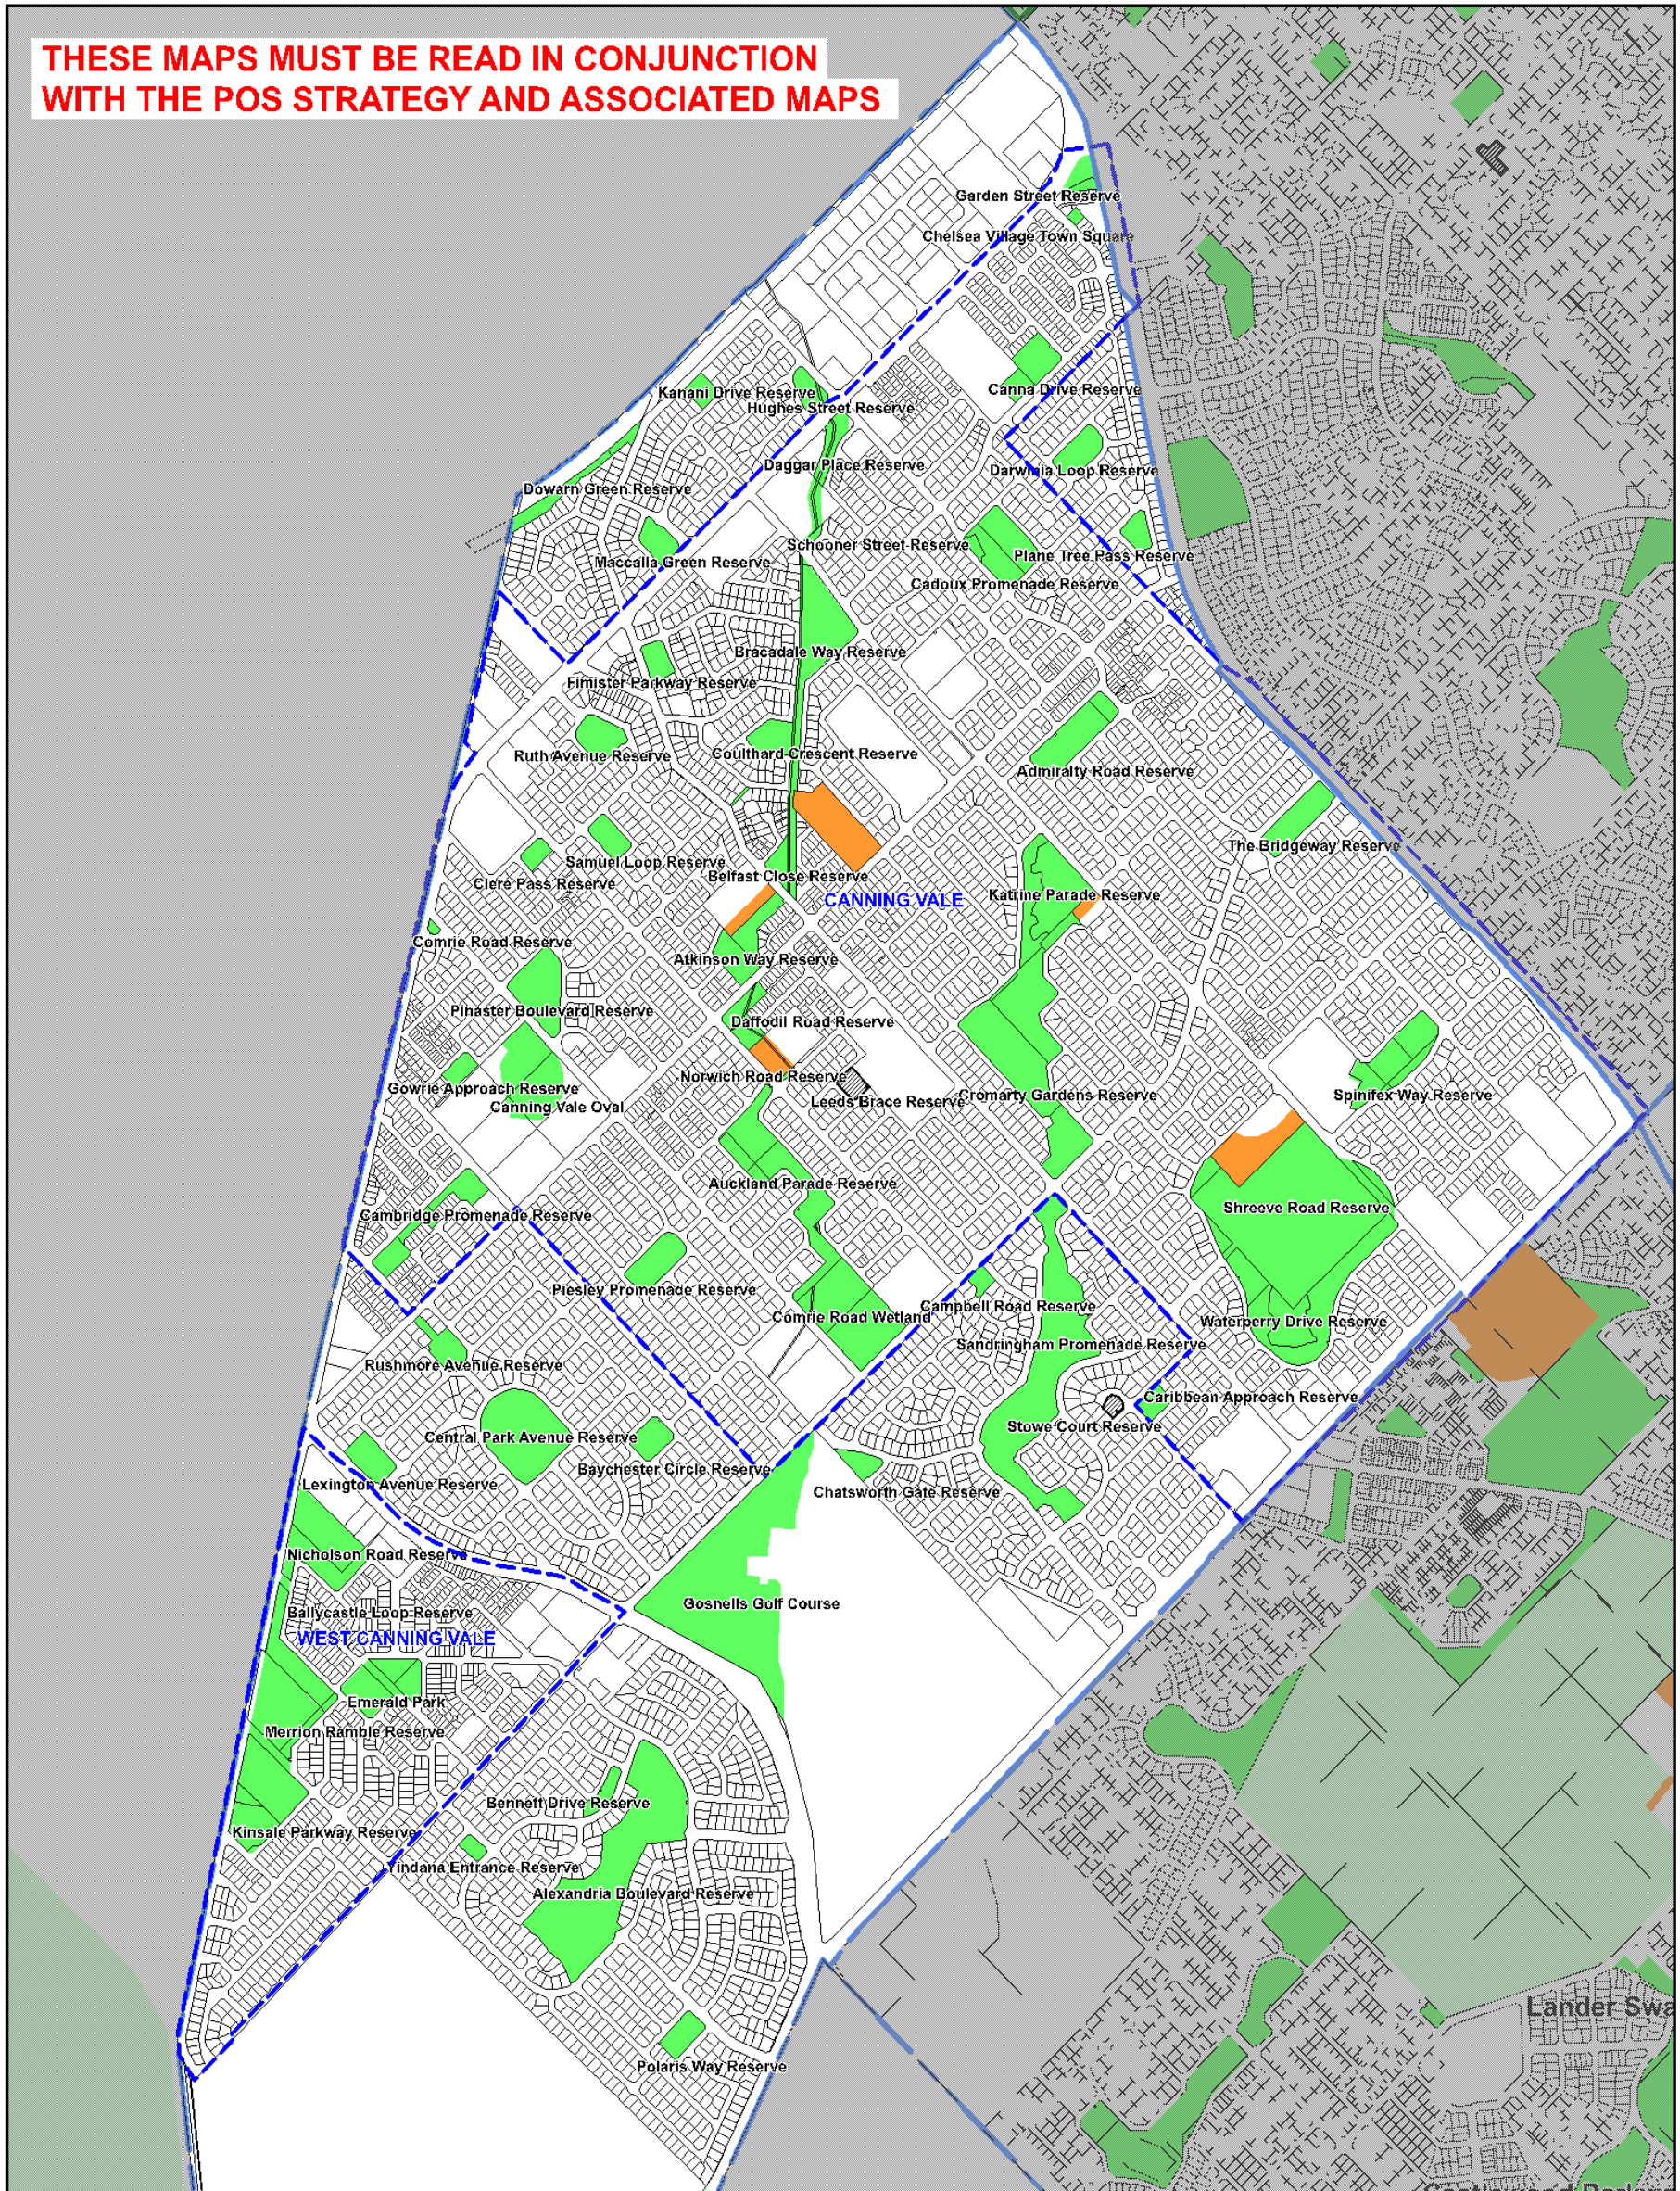 THESE MAPS MUST BE READ IN CONJUNCTION
WITH THE POS STRATEGY AND ASSOCIATED MAPS
Garden Street Reserve
Chelsea Village Town Square
Kanani Drive Reserve
Canna Drive Reserve
Hughes Street Reserve
Daggar Place Reserve
Darwinia Loop Reserve
Dowarn Green Reserve
Schooner Street Reserve
Plane Tree Pass Reserve
Maccalla Green Reserve
Cadoux Promenade Reserve
Bracadale Way Reserve
Fimister Parkway Reserve
Ruth Avenue Reserve
Coulthard Crescent Reserve
Admiralty Road Reserve
The Bridgeway Reserve
Samuel Loop Reserve
Belfast Close Reserve
Clere Pass Reserve
Katrine Parade Reserve
CANNING VALE
Comrie Road Reserve
Atkinson Way Reserve
Pinaster Boulevard Reserve
Daffodil Road Reserve
Norwich Road Reserve
Gowrie Approach Reserve
Leeds Brace Reserve
Cromarty Gardens Reserve
Spinifex Way Reserve
Canning Vale Oval
Auckland Parade Reserve
Shreeve Road Reserve
Cambridge Promenade Reserve
Piesley Promenade Reserve
Campbell Road Reserve
Comrie Road Wetland
Waterperry Drive Reserve
Sandringham Promenade Reserve
Rushmore Avenue Reserve
Caribbean Approach Reserve
Stowe Court Reserve
Central Park Avenue Reserve
Baychester Circle Reserve
Lexington Avenue Reserve
Chatsworth Gate Reserve
Nicholson Road Reserve
Gosnells Golf Course
Ballycastle Loop Reserve
WEST CANNING VALE
Emerald Park
Merrion Ramble Reserve
Bennett Drive Reserve
Kinsale Parkway Reserve
Yindana Entrance Reserve
Alexandria Boulevard Reserve
Lander Swa
Polaris Way Reserve